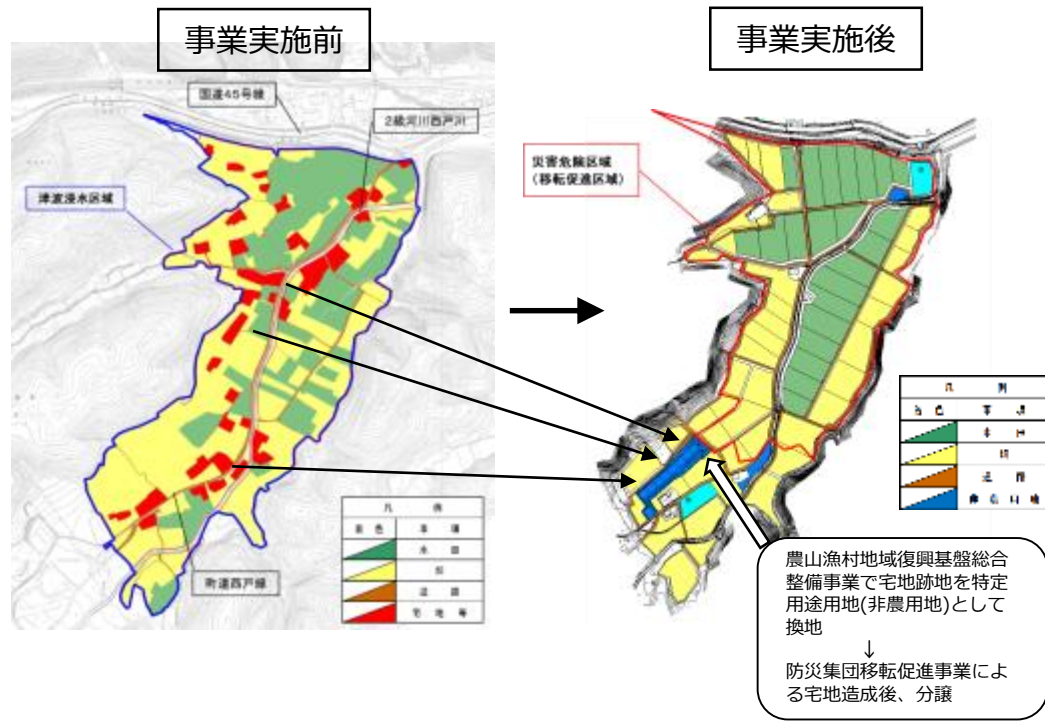 事業実施前
事業実施後
国道45号線
2級河川西戸川
津波浸水区域
町道西戸線
凡 例
着 色
事 項
水 田
畑
道 路
宅 地 等
災害危険区域
(移転促進区域)
凡 例
農山漁村地域復興基盤総合
整備事業で宅地跡地を特定
用途用地(非農用地)として
換地
↓
防災集団移転促進事業によ
る宅地造成後、分譲